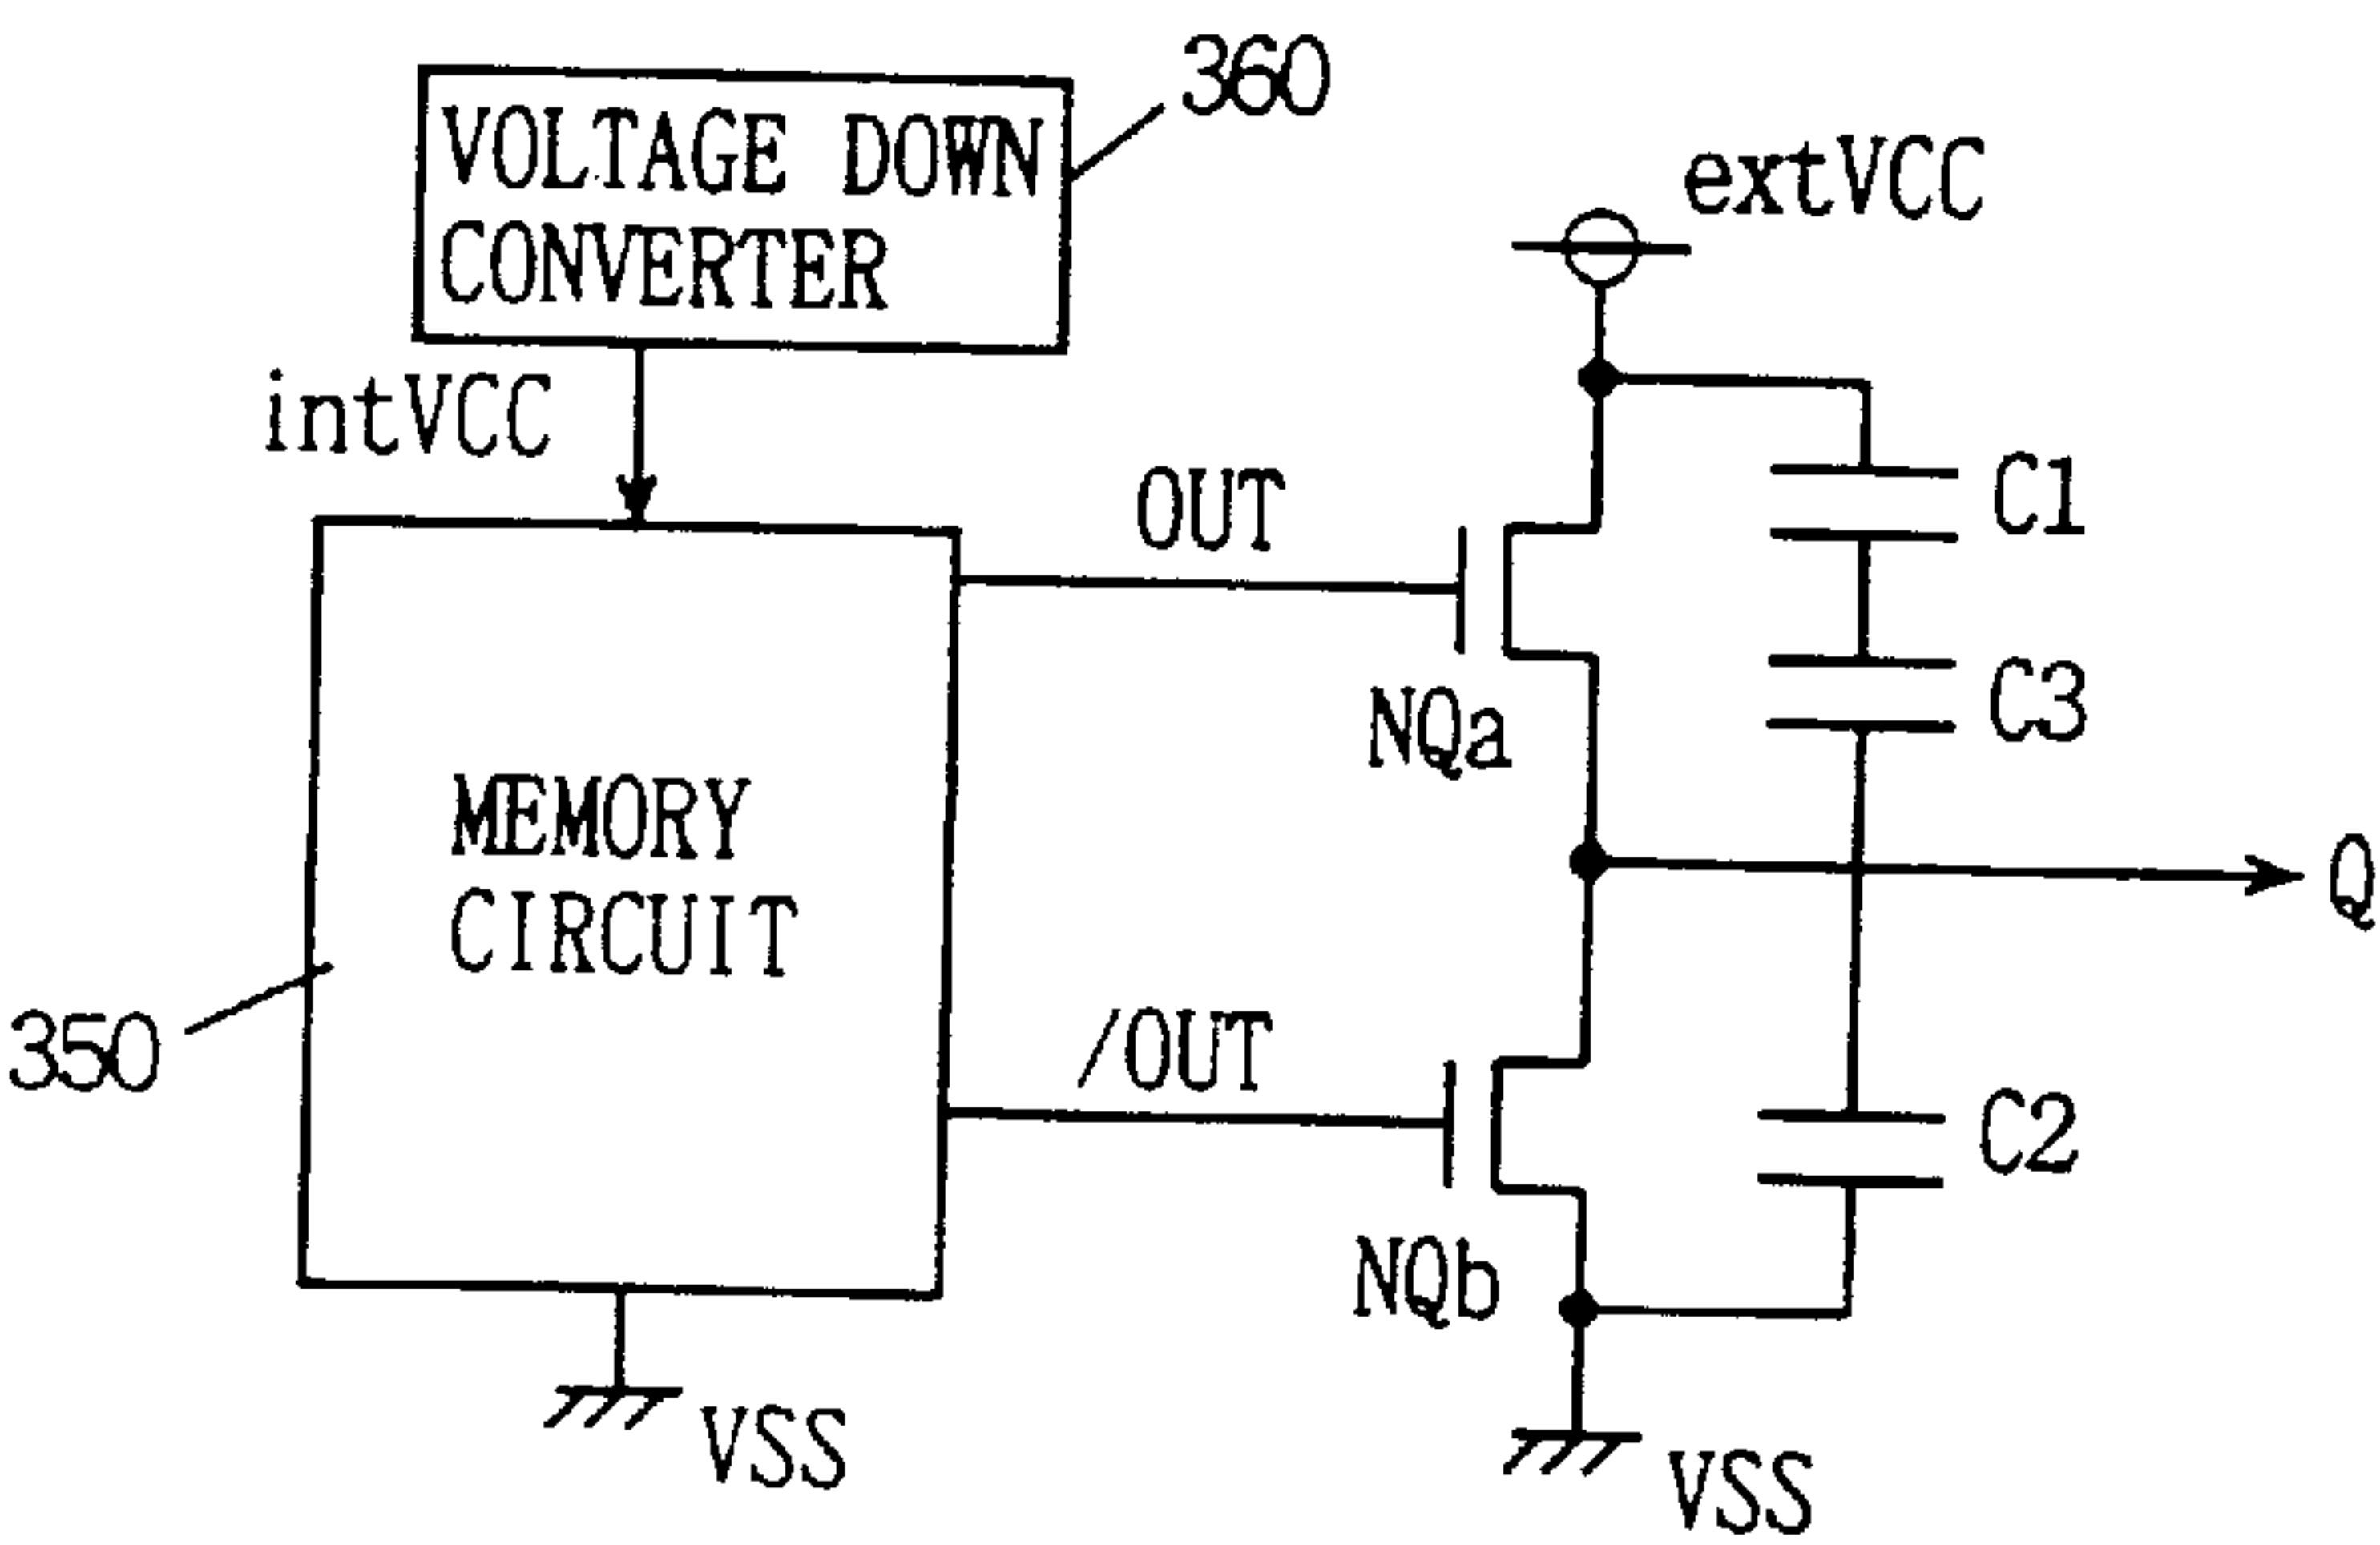 360
VOLTAGE DOWN
CONVERTER
extVCC
intVCC
OUT
C1
C3
NQa
MEMORY
CIRCUIT
Q
350
/OUT
C2
NQb
VSS
VSS